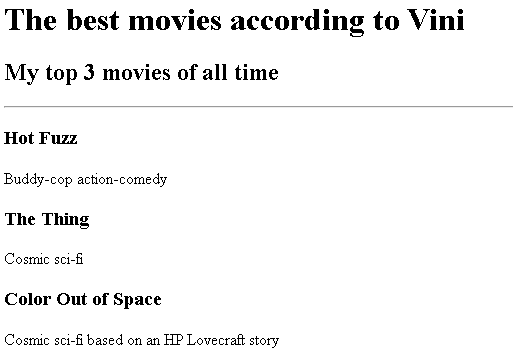 The best movies according to Vini
My top 3 movies of all time
Hot Fuzz
Buddy-cop action-comedy
The Thing
Cosmic sci-fi
Color Out of Space
Cosmic sci-fi based on an HP Lovecraft story